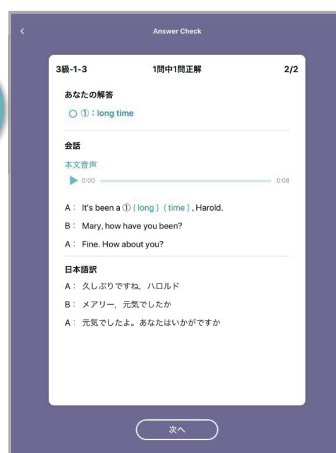 Answer Check
3級-1-3 1問中1問正解 2/2
あなたの解答
① : long time
会話
本文音声
0:00 0:08
A : It's been a ① ( long ) ( time ) , Harold.
B : Mary, how have you been?
A : Fine. How about you?
日本語訳
A : 久しぶりですね、ハロルド
B : メアリー、元気でしたか
A : 元気でしたよ。あなたはいかがですか
次へ